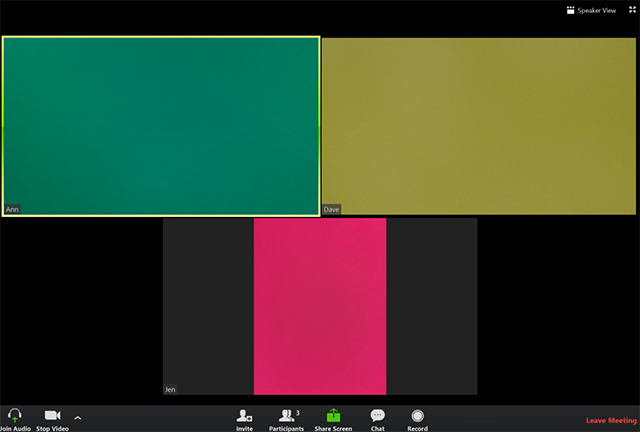 Speaker View
Ann
Dave
Jen
Join Audio
Stop Video
Invite
3
Participants
Share Screen
Chat
Record
Leave Meeting